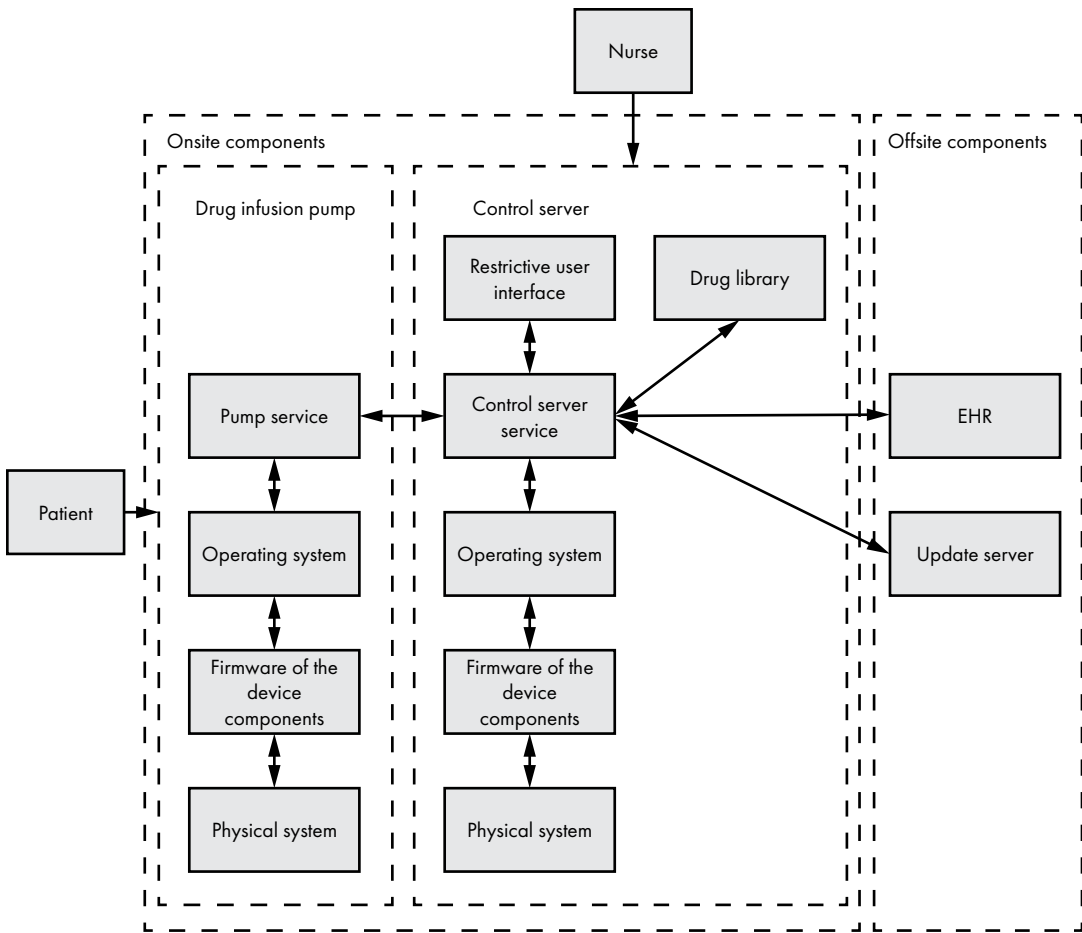 Nurse
Onsite components
Offsite components
Drug infusion pump
Control server
Restrictive user
interface
Drug library
Pump service
Control server
service
EHR
Patient
Operating system
Operating system
Update server
Firmware of the
device
components
Firmware of the
device
components
Physical system
Physical system